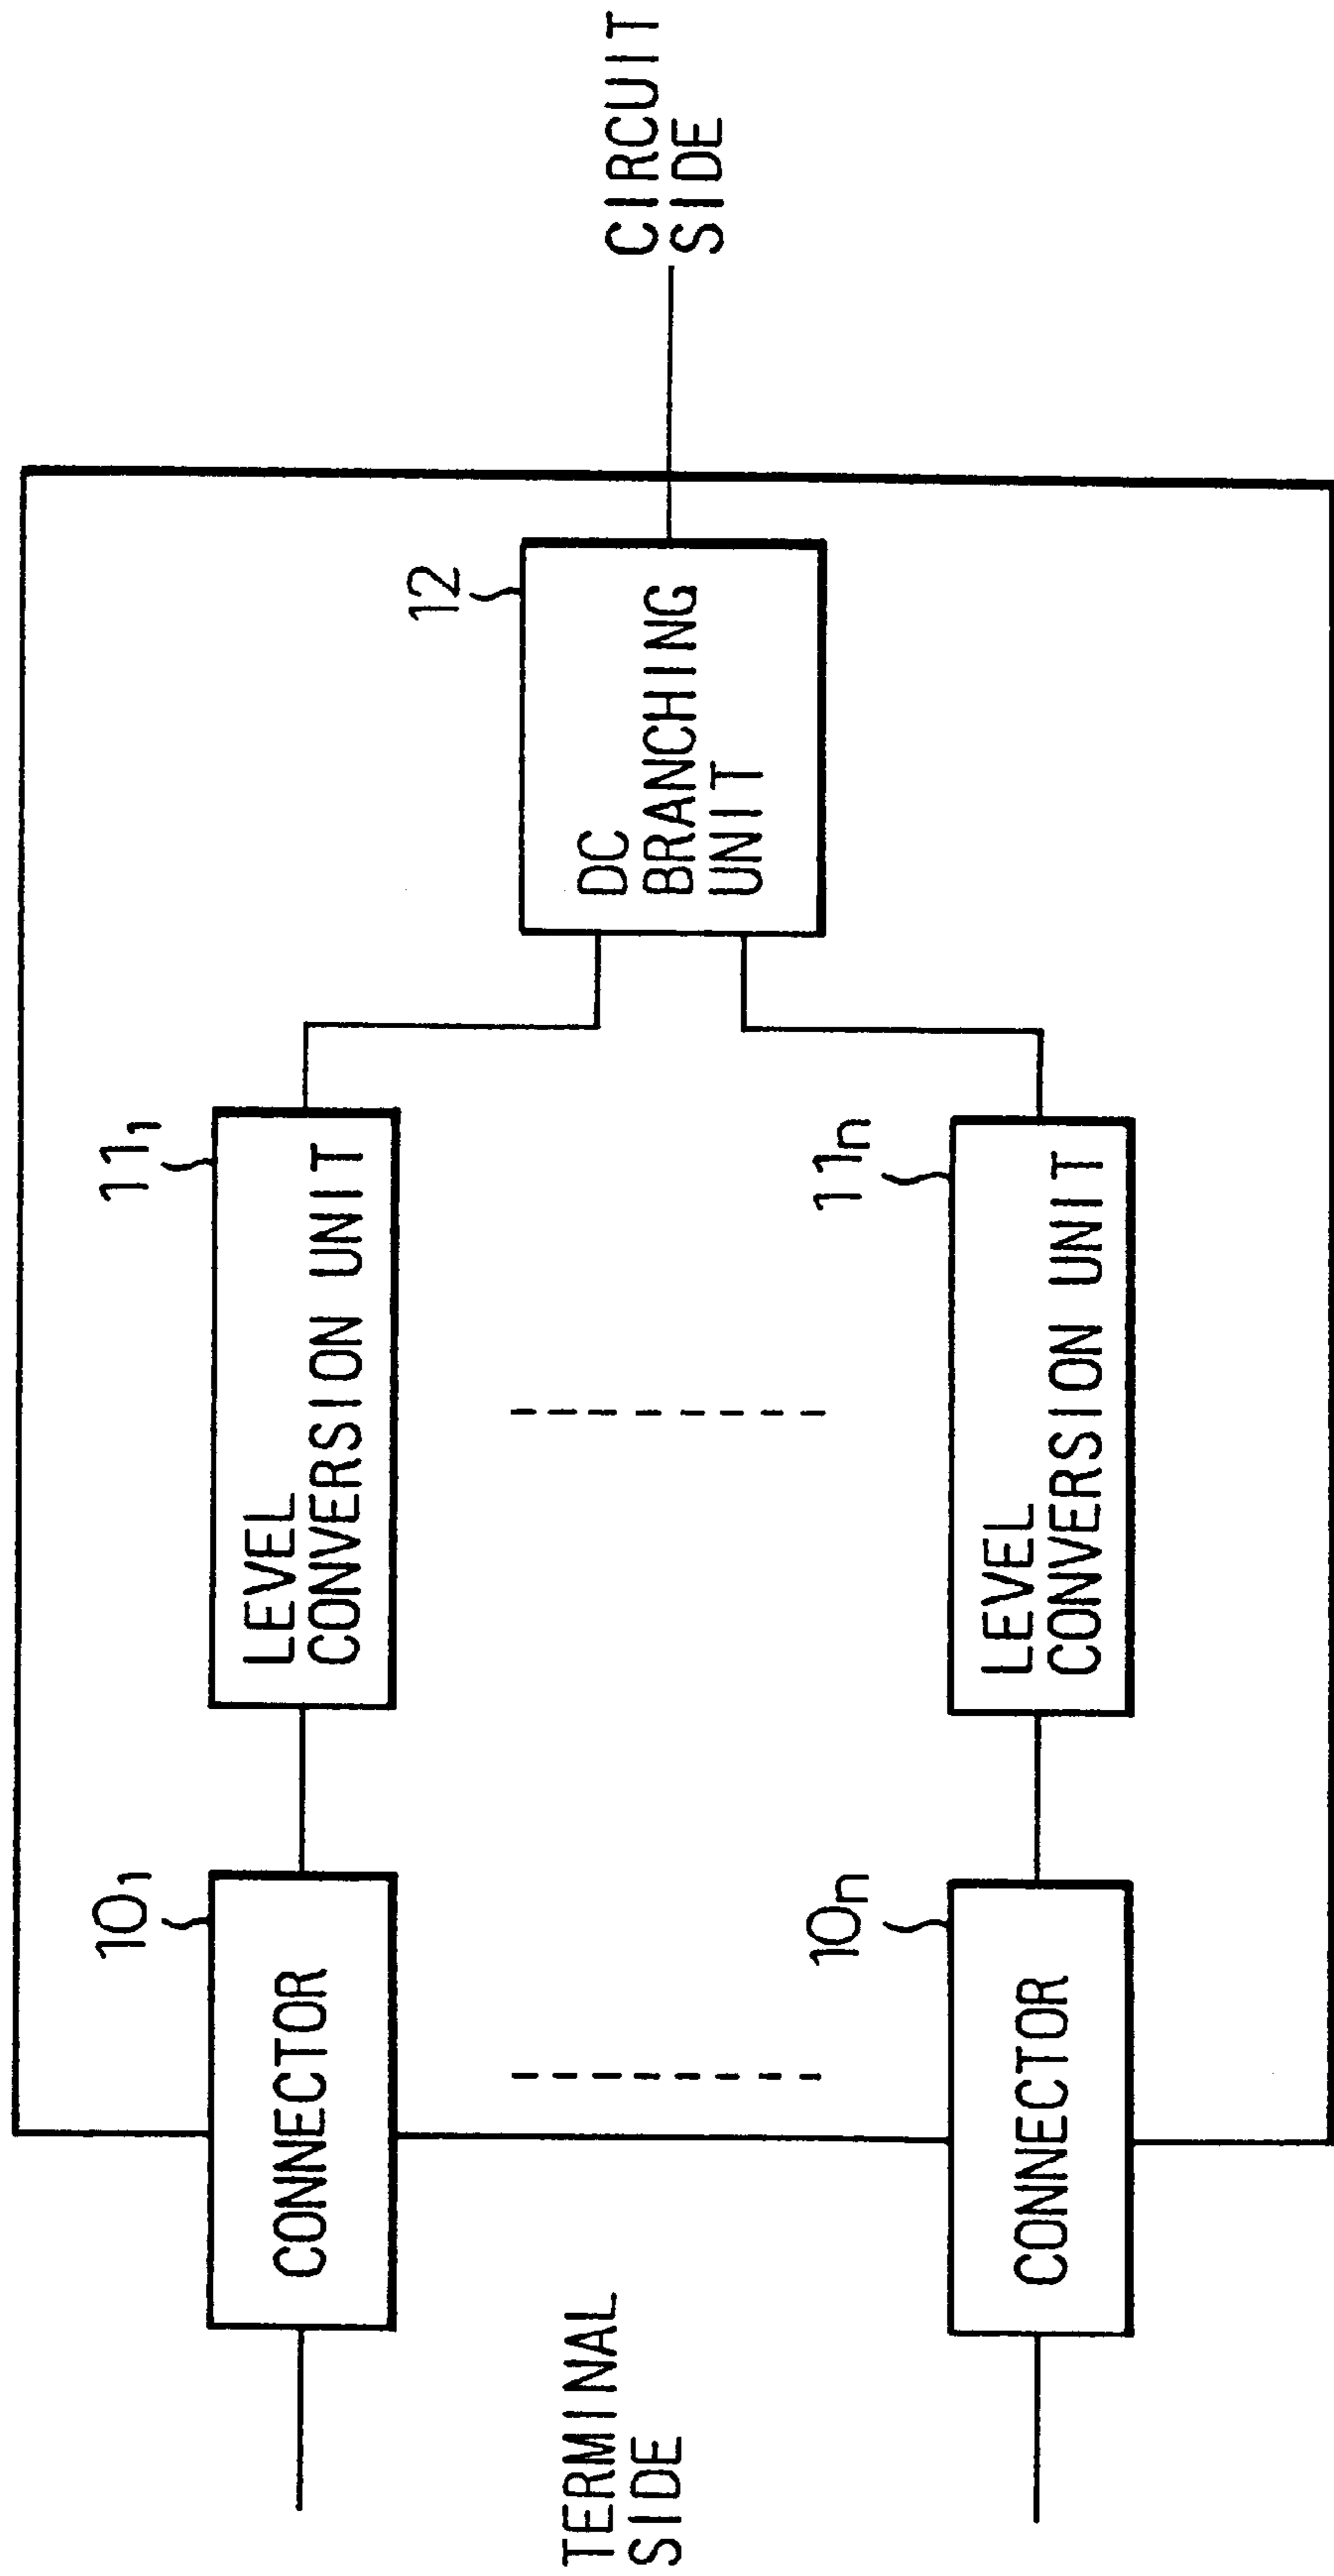 10₁
CONNECTOR
11₁
LEVEL
CONVERSION UNIT
12
DC
BRANCHING
UNIT
TERMINAL
SIDE
CIRCUIT
SIDE
10n
CONNECTOR
11n
LEVEL
CONVERSION UNIT